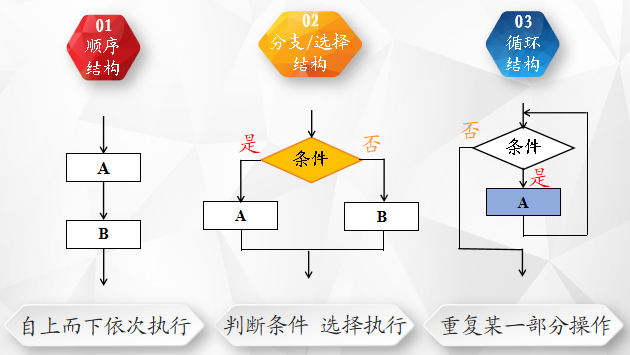 01
顺序
结构
02
分支/选择
结构
03
循环
结构
A
B
是
条件
否
A
B
否
条件
是
A
自上而下依次执行
判断条件 选择执行
重复某一部分操作